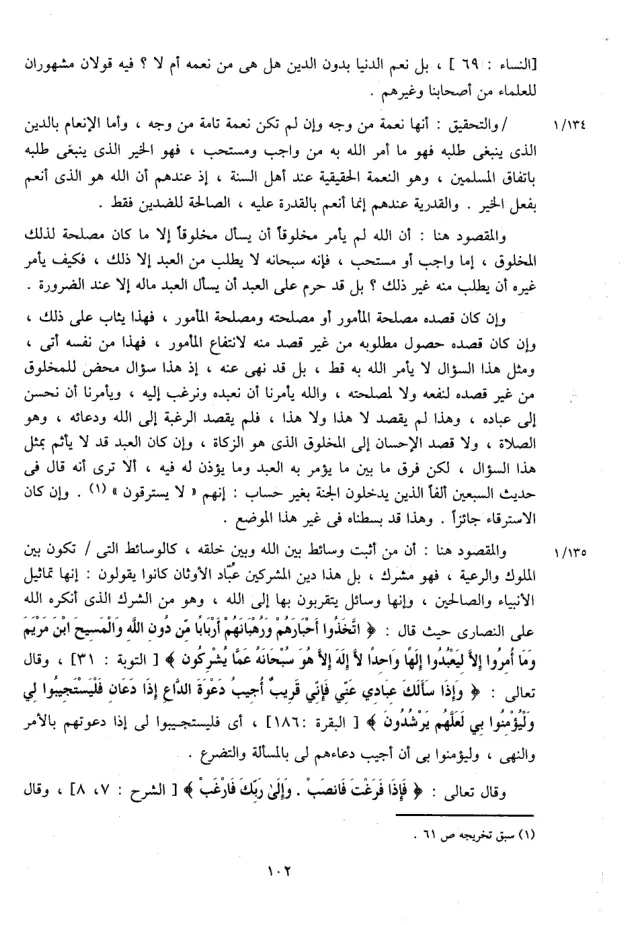 [النساء : ٦٩ ] ، بل نعم الدنيا بدون الدين هل هى من نعمه أم لا ؟ فيه قولان مشهوران
للعلماء من أصحابنا وغيرهم .
١/١٣٤ / والتحقيق : أنها نعمة من وجه وإن لم تكن نعمة تامة من وجه ، وأما الإنعام بالدين
الذى ينبغى طلبه فهو ما أمر الله به من واجب ومستحب ، فهو الخير الذى ينبغى طلبه
باتفاق المسلمين ، وهو النعمة الحقيقية عند أهل السنة ، إذ عندهم أن الله هو الذى أنعم
بفعل الخير . والقدرية عندهم إنما أنعم بالقدرة عليه ، الصالحة للضدين فقط .
والمقصود هنا : أن الله لم يأمر مخلوقاً أن يسأل مخلوقاً إلا ما كان مصلحة لذلك
المخلوق ، إما واجب أو مستحب ، فإنه سبحانه لا يطلب من العبد إلا ذلك ، فكيف يأمر
غيره أن يطلب منه غير ذلك ؟ بل قد حرم على العبد أن يسأل العبد ماله إلا عند الضرورة .
وإن كان قصده مصلحة المأمور أو مصلحته ومصلحة المأمور ، فهذا يثاب على ذلك ،
وإن كان قصده حصول مطلوبه من غير قصد منه لانتفاع المأمور ، فهذا من نفسه أتى ،
ومثل هذا السؤال لا يأمر الله به قط ، بل قد نهى عنه ، إذ هذا سؤال محض للمخلوق
من غير قصده لنفعه ولا لمصلحته ، والله يأمرنا أن نعبده ونرغب إليه ، ويأمرنا أن نحسن
إلى عباده ، وهذا لم يقصد لا هذا ولا هذا ، فلم يقصد الرغبة إلى الله ودعائه ، وهو
الصلاة ، ولا قصد الإحسان إلى المخلوق الذى هو الزكاة ، وإن كان العبد قد لا يأثم بمثل
هذا السؤال ، لكن فرق ما بين ما يؤمر به العبد وما يؤذن له فيه ، ألا ترى أنه قال فى
حديث السبعين ألفاً الذين يدخلون الجنة بغير حساب : إنهم « لا يسترقون » (١) . وإن كان
الاسترقاء جائزاً . وهذا قد بسطناه فى غير هذا الموضع .
١/١٣٥ والمقصود هنا : أن من أثبت وسائط بين الله وبين خلقه ، كالوسائط التى / تكون بين
الملوك والرعية ، فهو مشرك ، بل هذا دين المشركين عُبَّاد الأوثان كانوا يقولون : إنها تماثيل
الأنبياء والصالحين ، وإنها وسائل يتقربون بها إلى الله ، وهو من الشرك الذى أنكره الله
على النصارى حيث قال : ﴿ اتَّخَذُوا أَحْبَارَهُمْ وَرُهْبَانَهُمْ أَرْبَابًا مِّن دُونِ اللَّهِ وَالْمَسِيحَ ابْنَ مَرْيَمَ
وَمَا أُمِرُوا إِلاَّ لِيَعْبُدُوا إِلَهًا وَاحِدًا لاَّ إِلَهَ إِلاَّ هُوَ سُبْحَانَهُ عَمَّا يُشْرِكُونَ ﴾ [ التوبة : ٣١] ، وقال
تعالى : ﴿ وَإِذَا سَأَلَكَ عِبَادِي عَنِّي فَإِنِّي قَرِيبٌ أُجِيبُ دَعْوَةَ الدَّاعِ إِذَا دَعَانِ فَلْيَسْتَجِيبُوا لِي
وَلْيُؤْمِنُوا بِي لَعَلَّهُمْ يَرْشُدُونَ ﴾ [ البقرة :١٨٦] ، أى فليستجيبوا لى إذا دعوتهم بالأمر
والنهى ، وليؤمنوا بى أن أجيب دعاءهم لى بالمسألة والتضرع .
وقال تعالى : ﴿ فَإِذَا فَرَغْتَ فَانصَبْ . وَإِلَىٰ رَبِّكَ فَارْغَبْ ﴾ [ الشرح : ٧، ٨] ، وقال
(١) سبق تخريجه ص ٦١ .
١٠٢